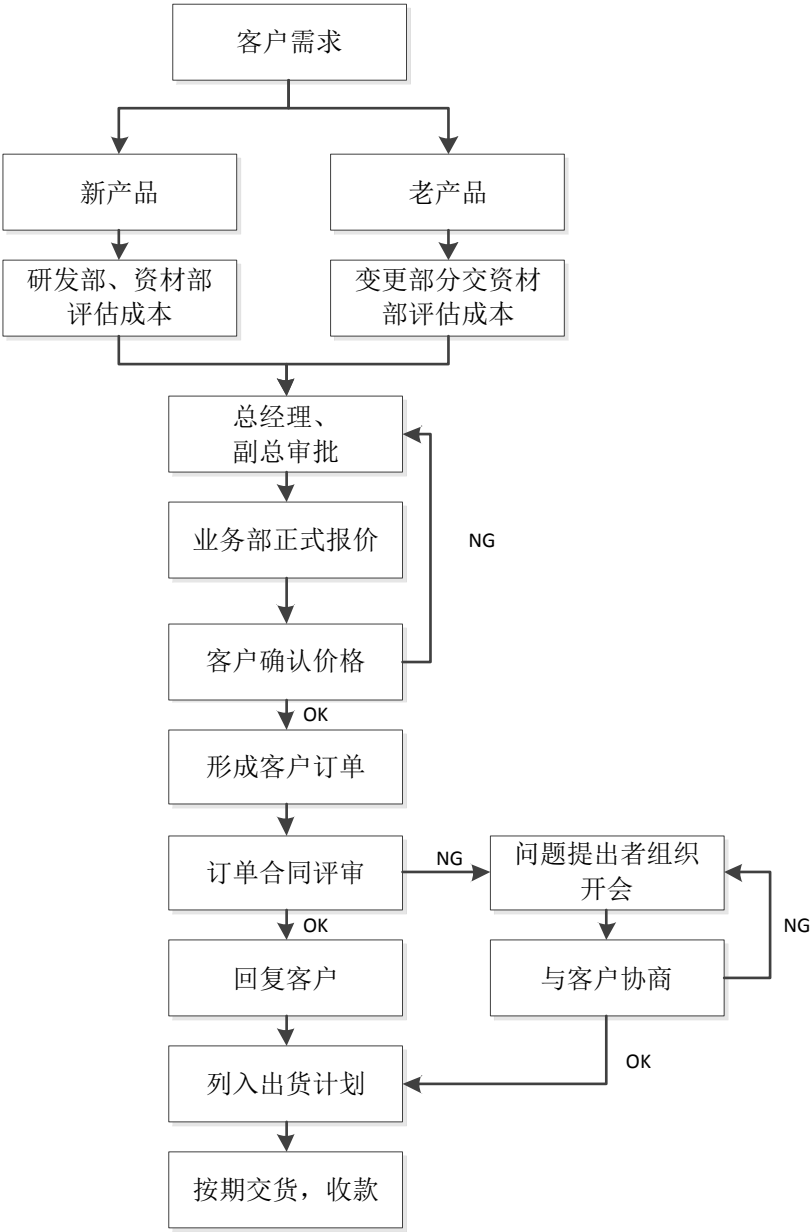 客户需求
新产品
老产品
研发部、资材部
评估成本
变更部分交资材
部评估成本
总经理、
副总审批
业务部正式报价
NG
客户确认价格
OK
形成客户订单
订单合同评审
NG
问题提出者组织
开会
OK
NG
回复客户
与客户协商
列入出货计划
OK
按期交货，收款